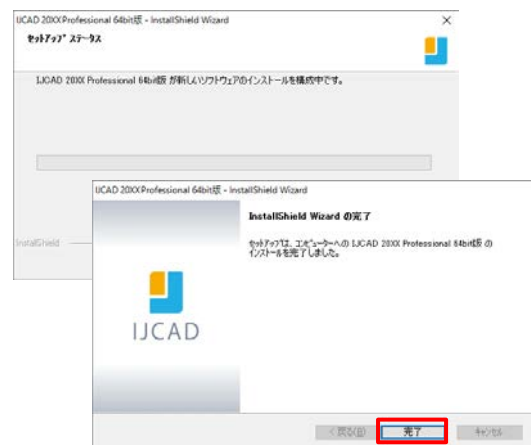 IJCAD 20XX Professional 64bit版 - InstallShield Wizard
セットアップ ステータス
IJCAD 20XX Professional 64bit版 が新しいソフトウェアのインストールを構成中です。
InstallShield
IJCAD 20XX Professional 64bit版 - InstallShield Wizard
InstallShield Wizard の完了
セットアップは、コンピューターへの IJCAD 20XX Professional 64bit版 の
インストールを完了しました。
IJCAD
< 戻る(B)
完了
キャンセル